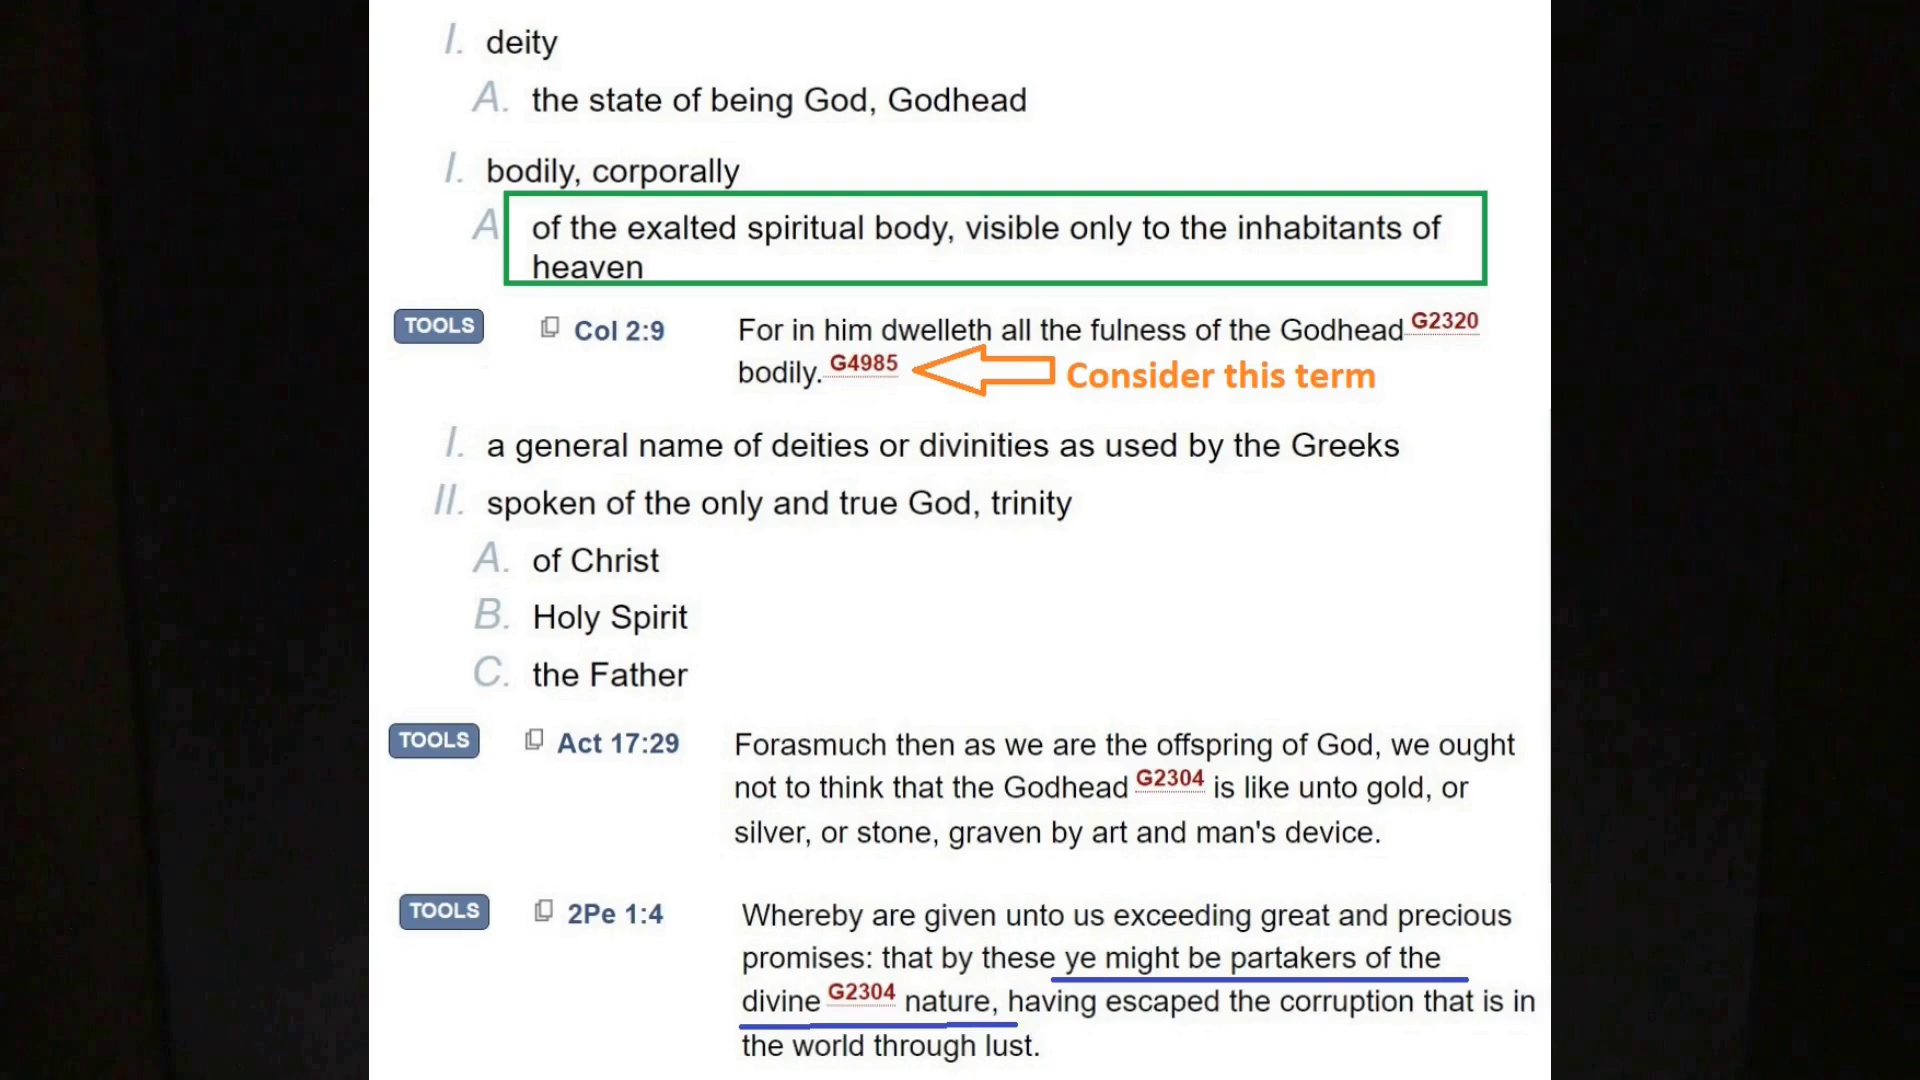 I. deity
A. the state of being God, Godhead
I. bodily, corporally
A of the exalted spiritual body, visible only to the inhabitants of
heaven
TOOLS Col 2:9 For in him dwelleth all the fulness of the Godhead G2320
bodily. G4985 Consider this term
I. a general name of deities or divinities as used by the Greeks
II. spoken of the only and true God, trinity
A. of Christ
B. Holy Spirit
C. the Father
TOOLS Act 17:29 Forasmuch then as we are the offspring of God, we ought
not to think that the Godhead G2304 is like unto gold, or
silver, or stone, graven by art and man's device.
TOOLS 2Pe 1:4 Whereby are given unto us exceeding great and precious
promises: that by these ye might be partakers of the
divine G2304 nature, having escaped the corruption that is in
the world through lust.